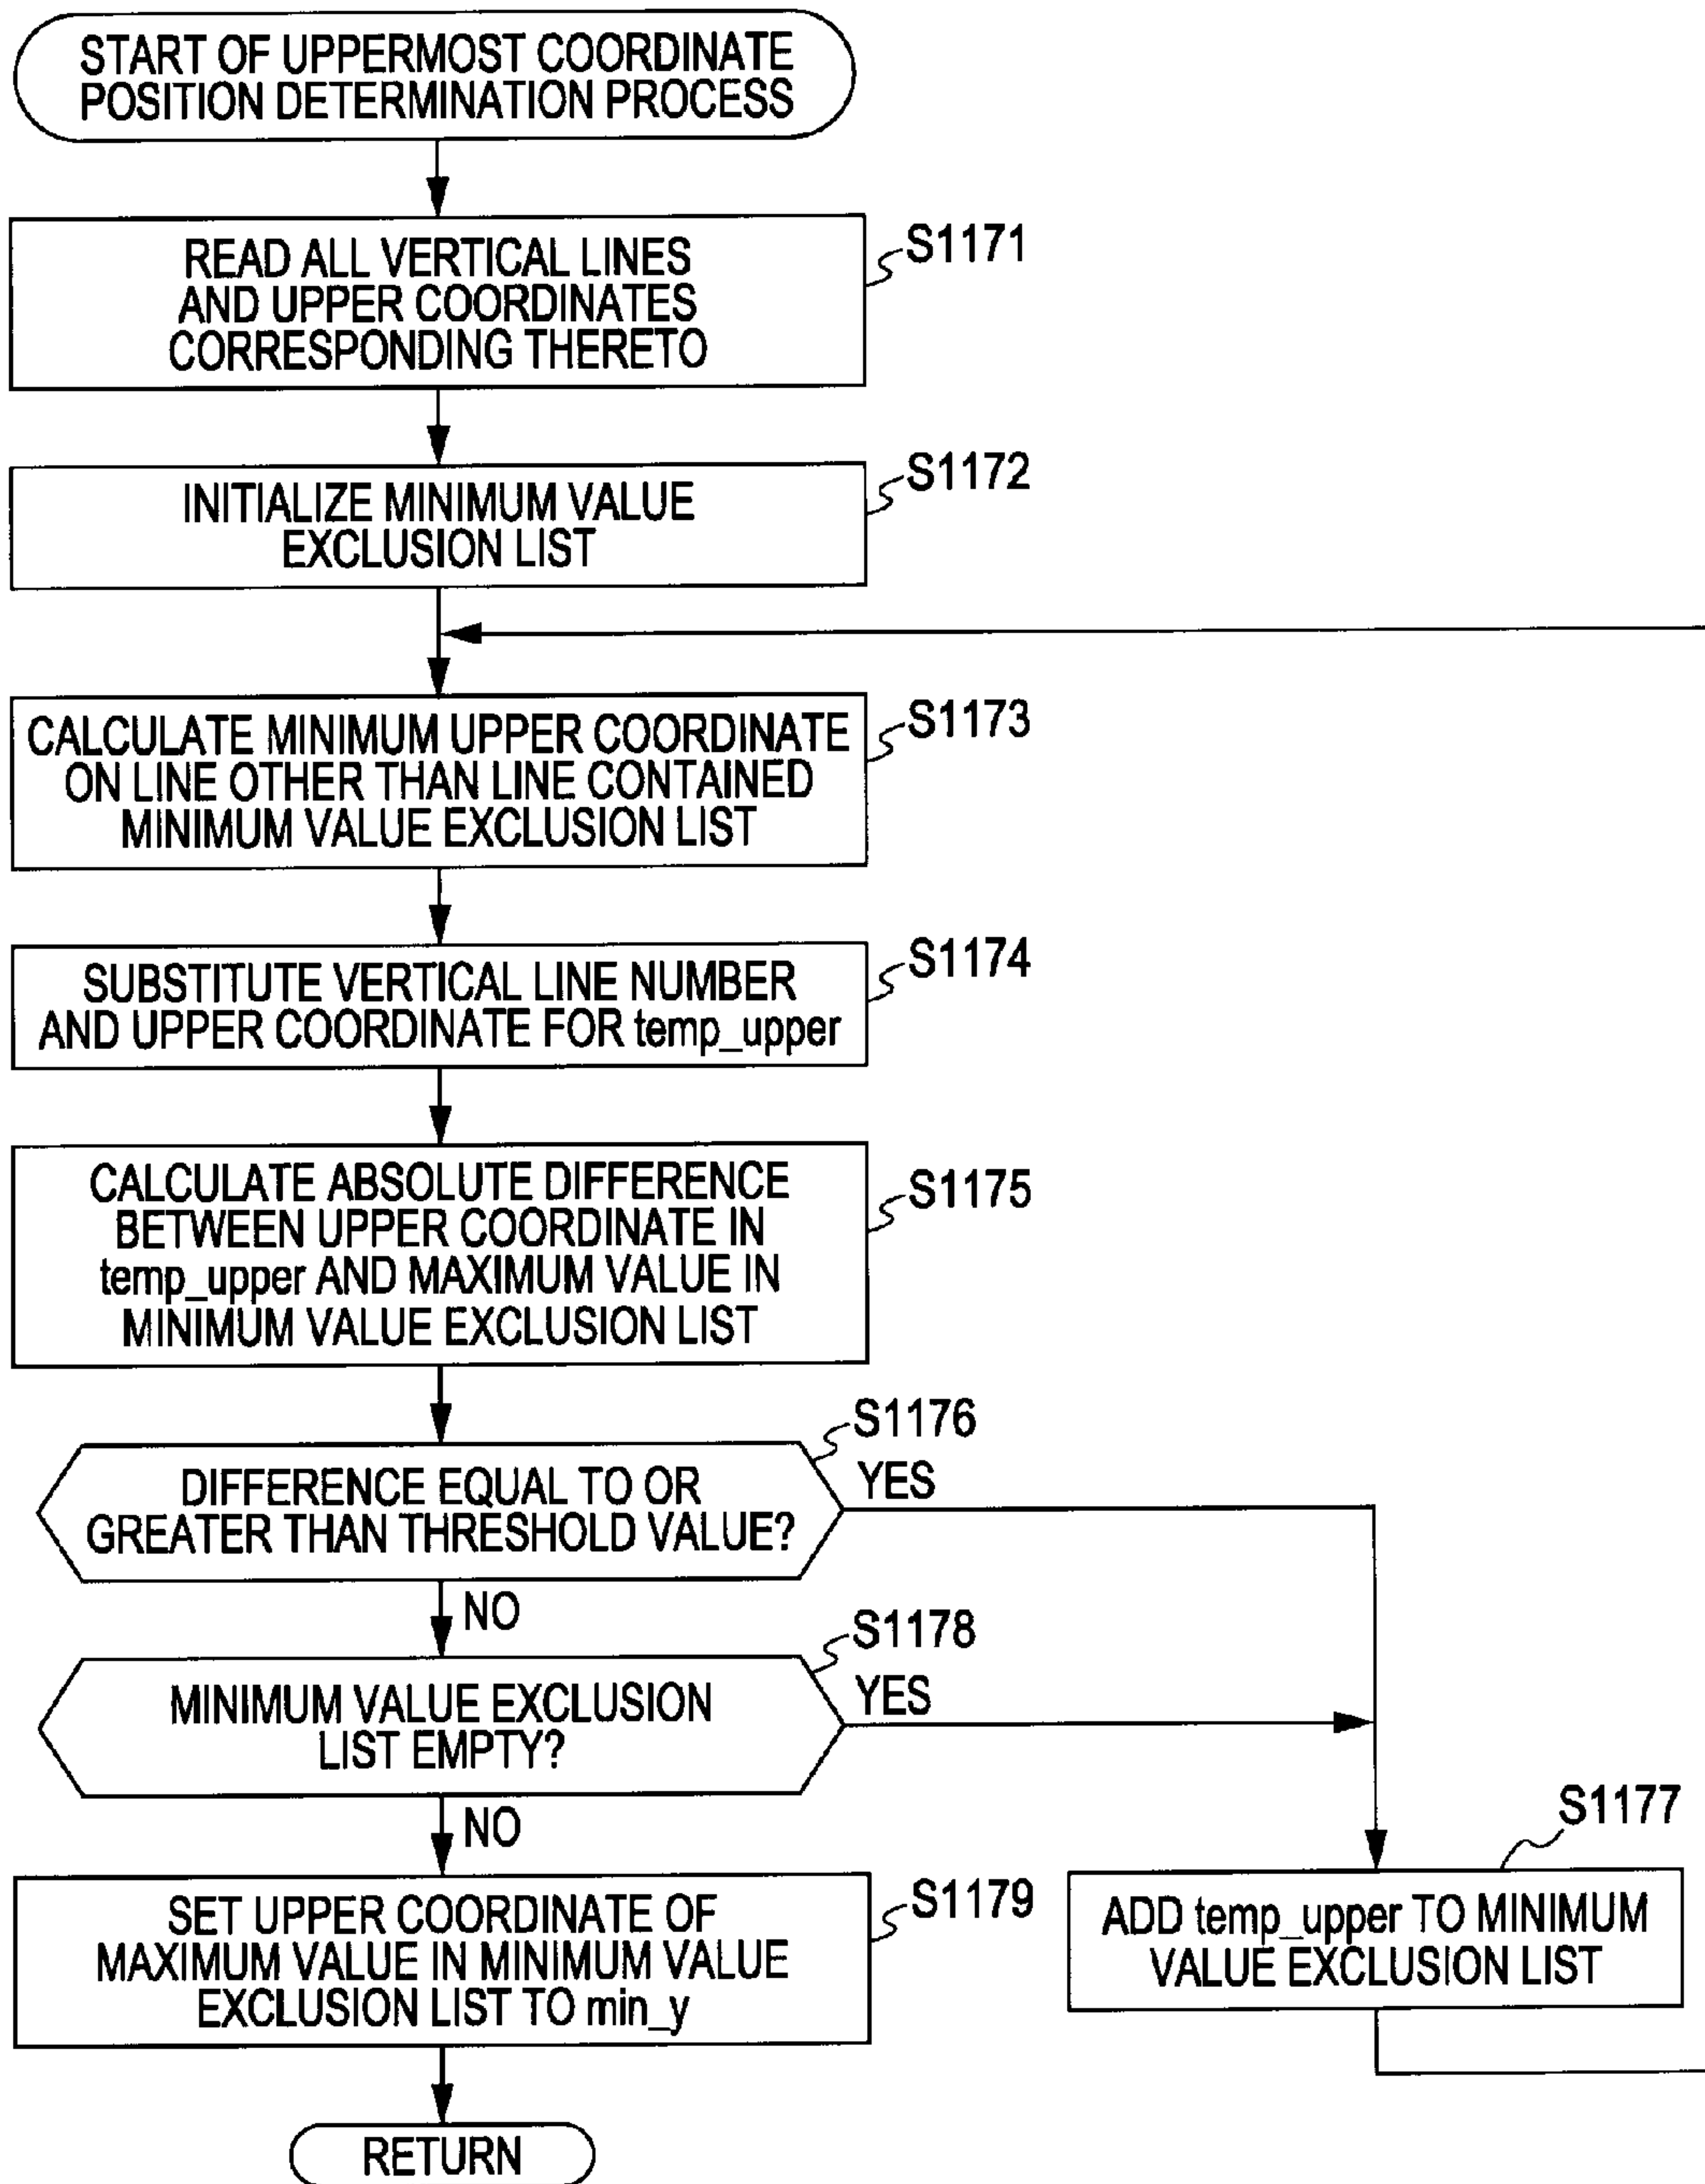 START OF UPPERMOST COORDINATE
POSITION DETERMINATION PROCESS
READ ALL VERTICAL LINES
AND UPPER COORDINATES
CORRESPONDING THERETO
S1171
INITIALIZE MINIMUM VALUE
EXCLUSION LIST
S1172
CALCULATE MINIMUM UPPER COORDINATE
ON LINE OTHER THAN LINE CONTAINED
MINIMUM VALUE EXCLUSION LIST
S1173
SUBSTITUTE VERTICAL LINE NUMBER
AND UPPER COORDINATE FOR temp_upper
S1174
CALCULATE ABSOLUTE DIFFERENCE
BETWEEN UPPER COORDINATE IN
temp_upper AND MAXIMUM VALUE IN
MINIMUM VALUE EXCLUSION LIST
S1175
DIFFERENCE EQUAL TO OR
GREATER THAN THRESHOLD VALUE?
S1176
YES
NO
MINIMUM VALUE EXCLUSION
LIST EMPTY?
S1178
YES
NO
S1177
ADD temp_upper TO MINIMUM
VALUE EXCLUSION LIST
SET UPPER COORDINATE OF
MAXIMUM VALUE IN MINIMUM VALUE
EXCLUSION LIST TO min_y
S1179
RETURN